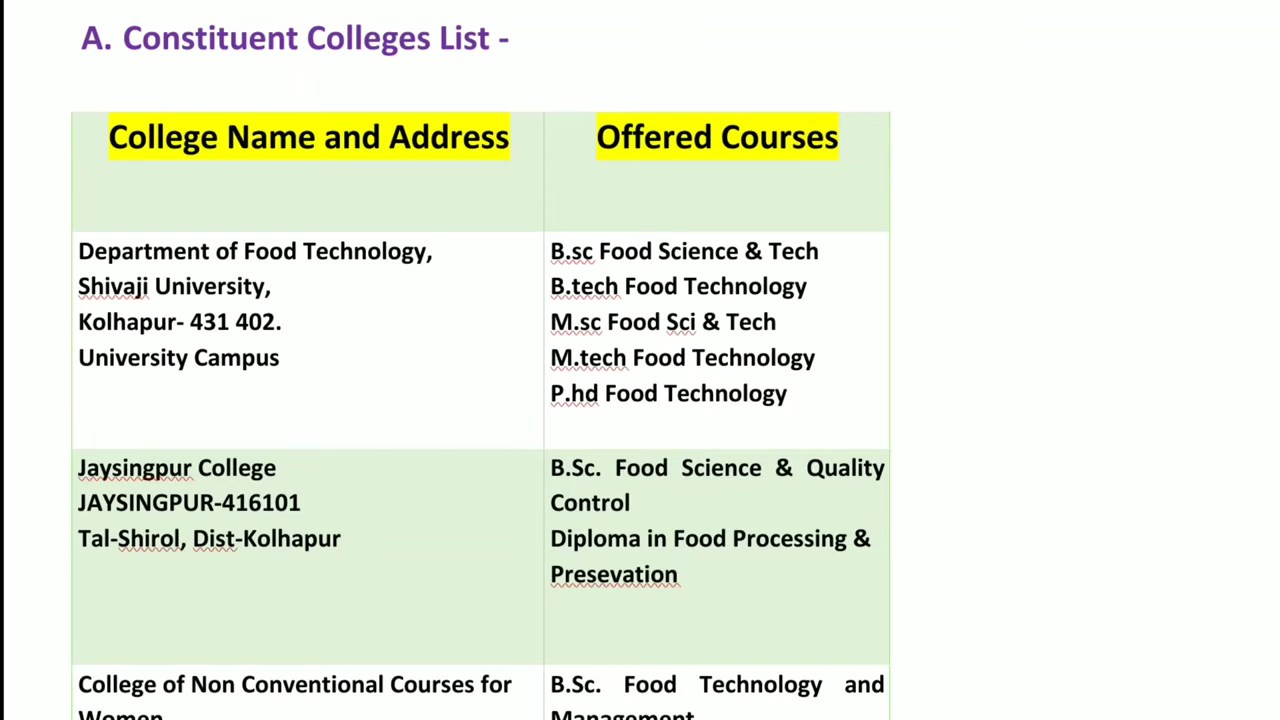 A. Constituent Colleges List -
College Name and Address
Offered Courses
Department of Food Technology,
Shivaji University,
Kolhapur- 431 402.
University Campus
B.sc Food Science & Tech
B.tech Food Technology
M.sc Food Sci & Tech
M.tech Food Technology
P.hd Food Technology
Jaysingpur College
JAYSINGPUR-416101
Tal-Shirol, Dist-Kolhapur
B.Sc. Food Science & Quality
Control
Diploma in Food Processing &
Presevation
College of Non Conventional Courses for
Women
B.Sc. Food Technology and
Management